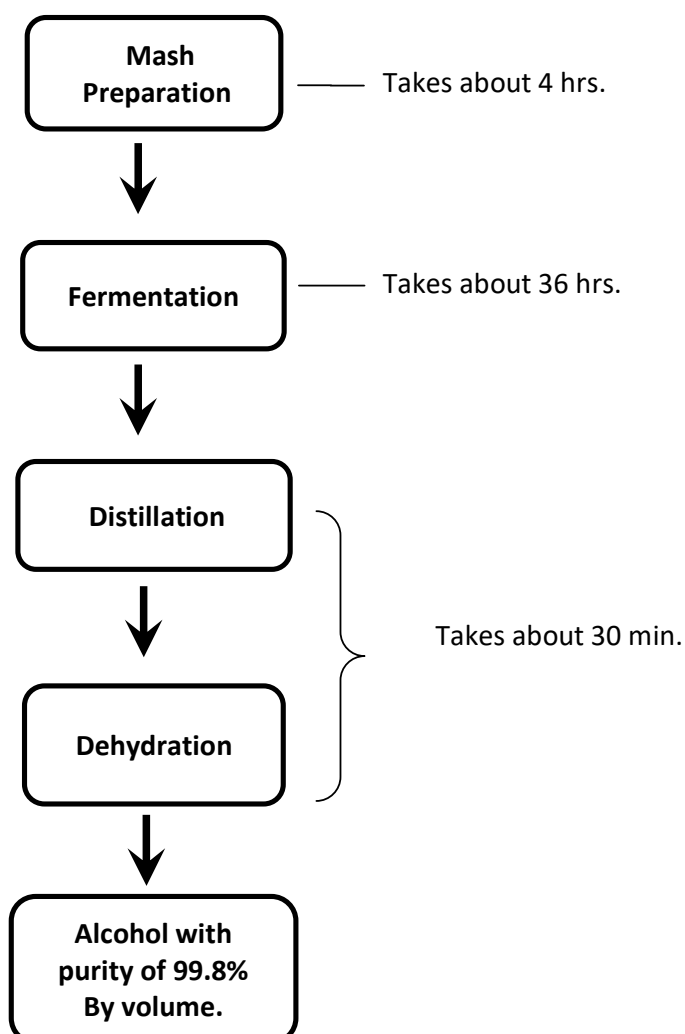 Mash
Preparation
Takes about 4 hrs.
Fermentation
Takes about 36 hrs.
Distillation
Takes about 30 min.
Dehydration
Alcohol with
purity of 99.8%
By volume.